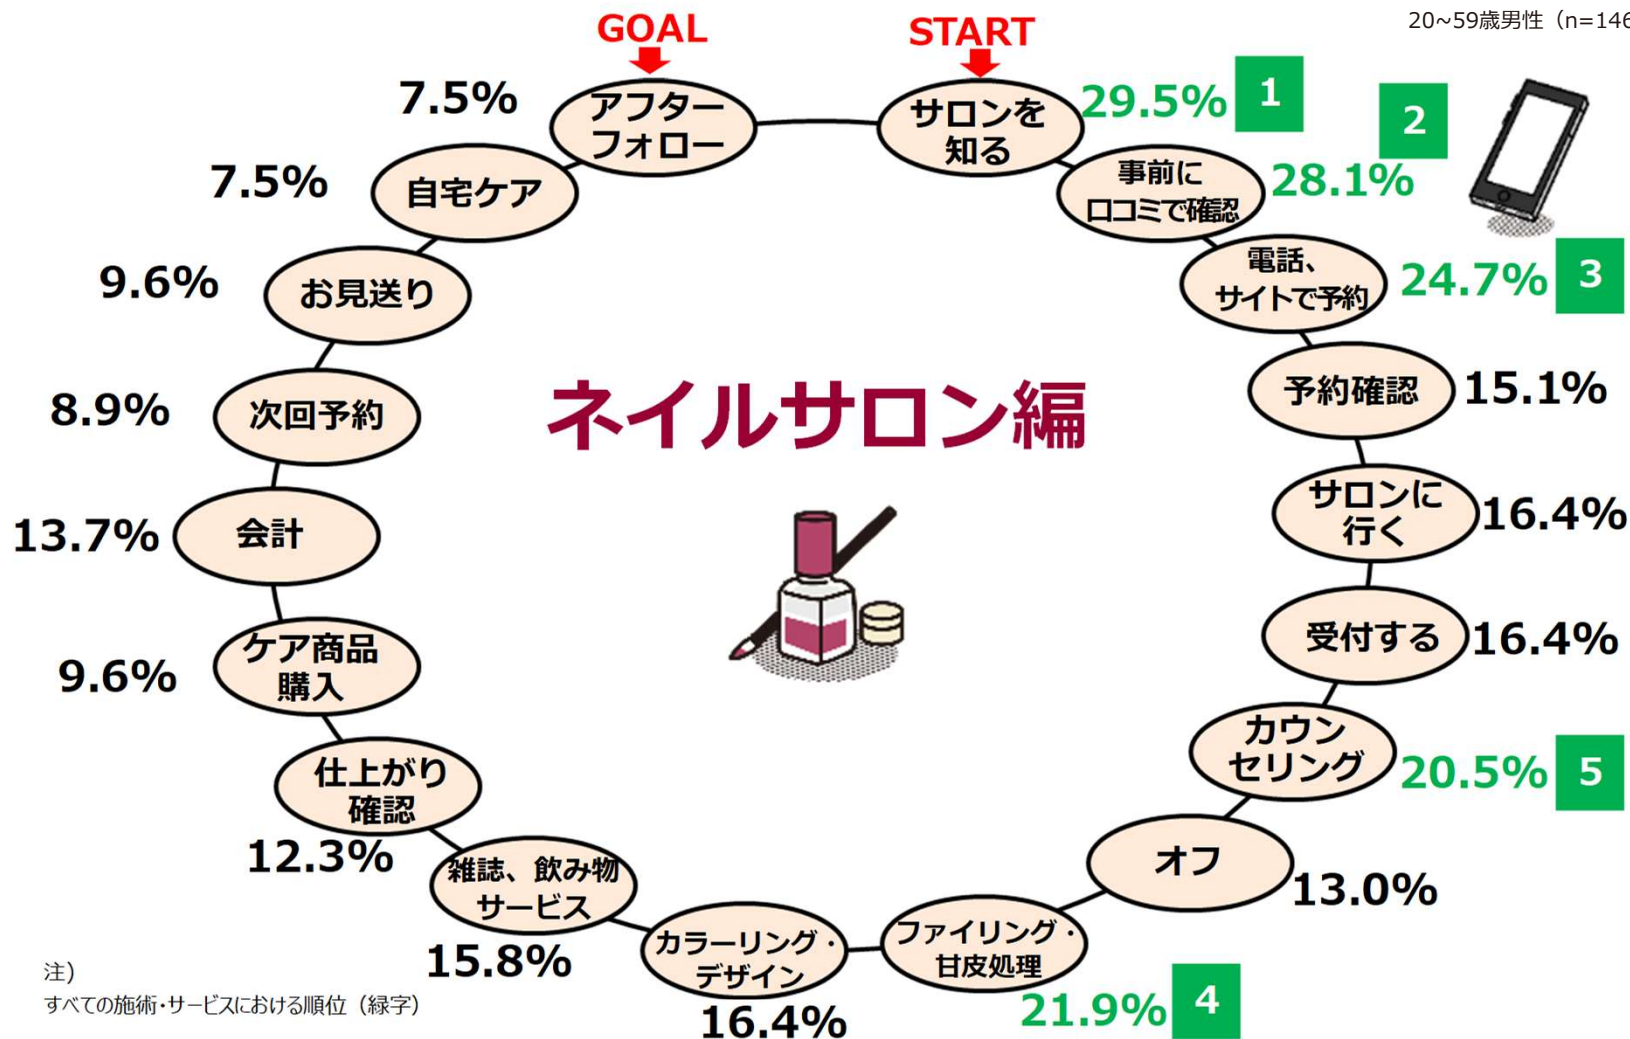 20~59歳男性（n=146
GOAL
START
サロンを
知る
29.5%
1
事前に
口コミで確認
28.1%
2
電話、
サイトで予約
24.7%
3
予約確認
15.1%
サロンに
行く
16.4%
受付する
16.4%
カウン
セリング
20.5%
5
オフ
13.0%
ファイリング・
甘皮処理
21.9%
4
カラーリング・
デザイン
16.4%
雑誌、飲み物
サービス
15.8%
仕上がり
確認
12.3%
ケア商品
購入
9.6%
会計
13.7%
次回予約
8.9%
お見送り
9.6%
自宅ケア
7.5%
アフター
フォロー
7.5%
ネイルサロン編
注)
すべての施術・サービスにおける順位（緑字）